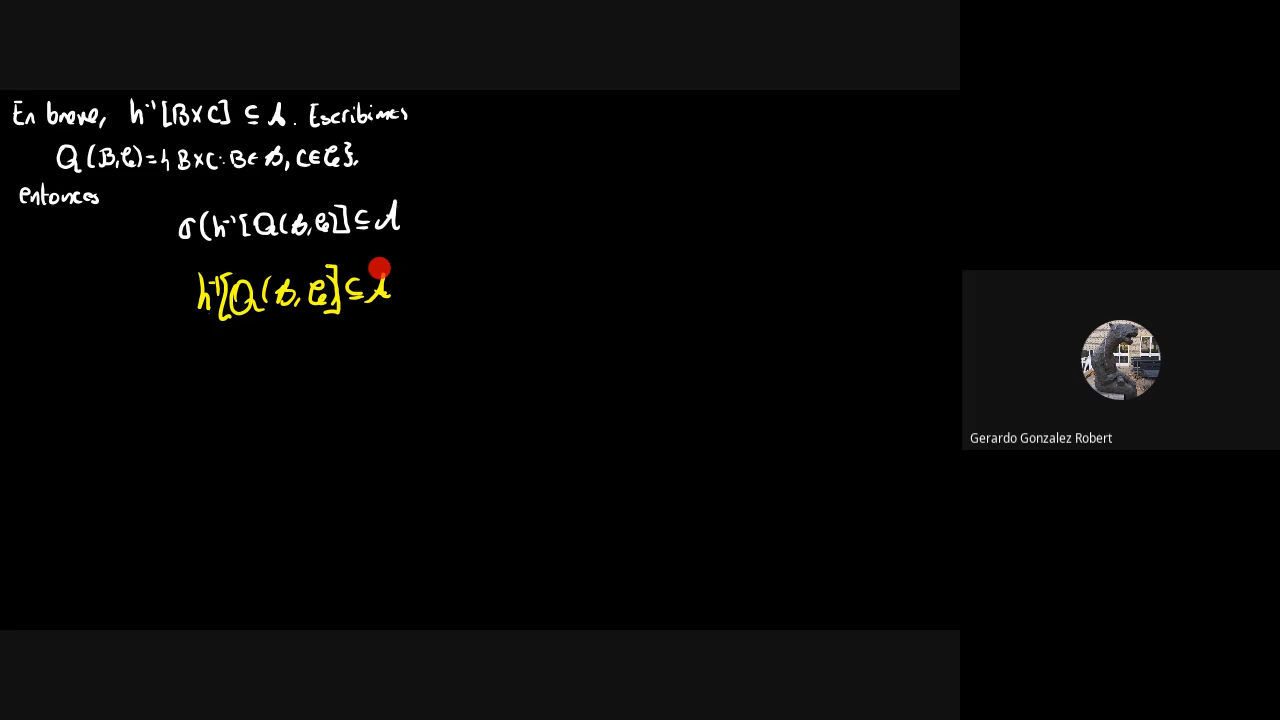 En breve, h⁻¹[B×C] ⊆ 𝒜. Escribimos
Q(ℬ,𝒞)={B×C: B∈ℬ, C∈𝒞}.
entonces
σ(h⁻¹[Q(ℬ,𝒞)] ⊆ 𝒜
h⁻¹[Q(ℬ,𝒞)] ⊆ 𝒜
Gerardo Gonzalez Robert